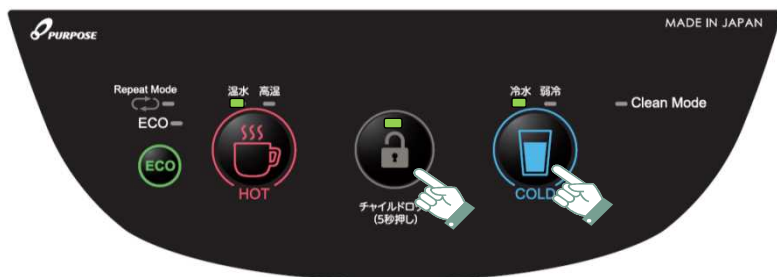 PURPOSE
MADE IN JAPAN
Repeat Mode
ECO
ECO
温水 高温
HOT
チャイルドロ
(5秒押し)
冷水 弱冷
COLD
Clean Mode